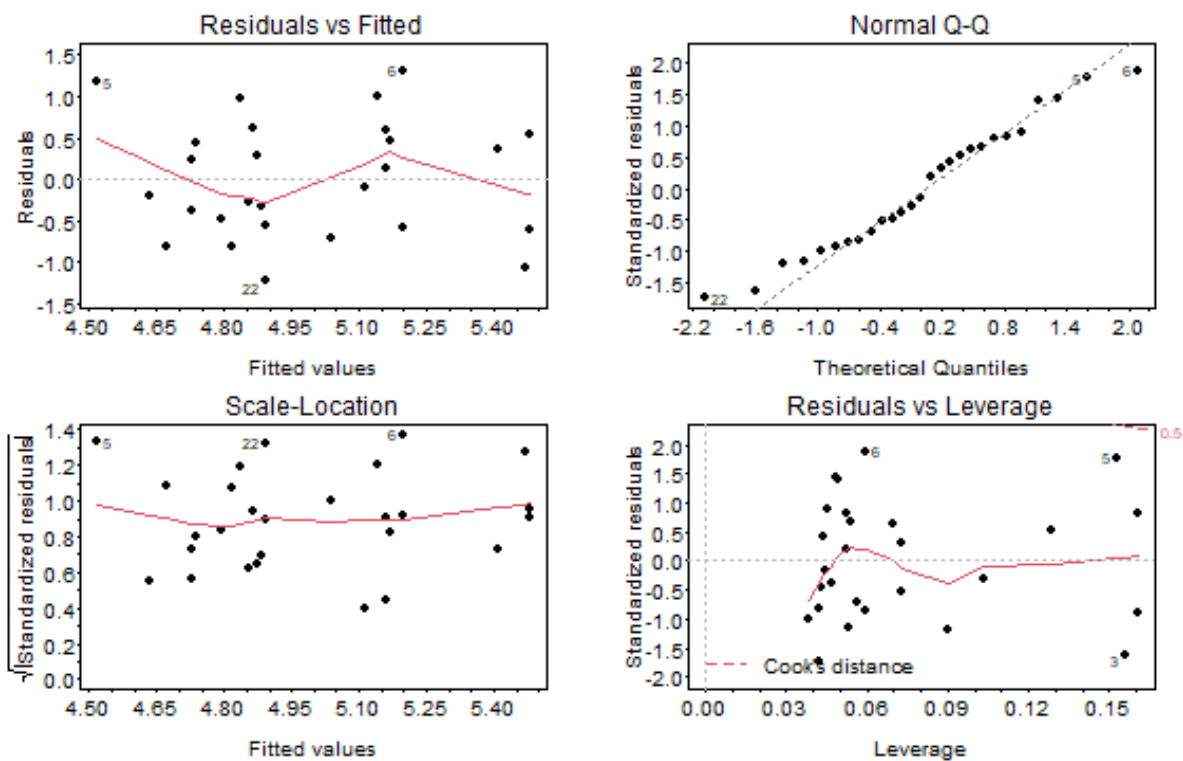 Residuals vs Fitted
1.5
1.0
0.5
0.0
-0.5
-1.0
-1.5
Residuals
5
6
22
4.50 4.65 4.80 4.95 5.10 5.25 5.40
Fitted values
Normal Q-Q
2.0
1.5
1.0
0.5
0.0
-0.5
-1.0
-1.5
Standardized residuals
5
6
22
-2.2 -1.6 -1.0 -0.4 0.2 0.8 1.4 2.0
Theoretical Quantiles
Scale-Location
1.4
1.2
1.0
0.8
0.6
0.4
0.2
0.0
√|Standardized residuals|
5
22
6
4.50 4.65 4.80 4.95 5.10 5.25 5.40
Fitted values
Residuals vs Leverage
2.0
1.5
1.0
0.5
0.0
-0.5
-1.0
-1.5
-2.0
Standardized residuals
0.5
6
5
3
Cook's distance
0.00 0.03 0.06 0.09 0.12 0.15
Leverage